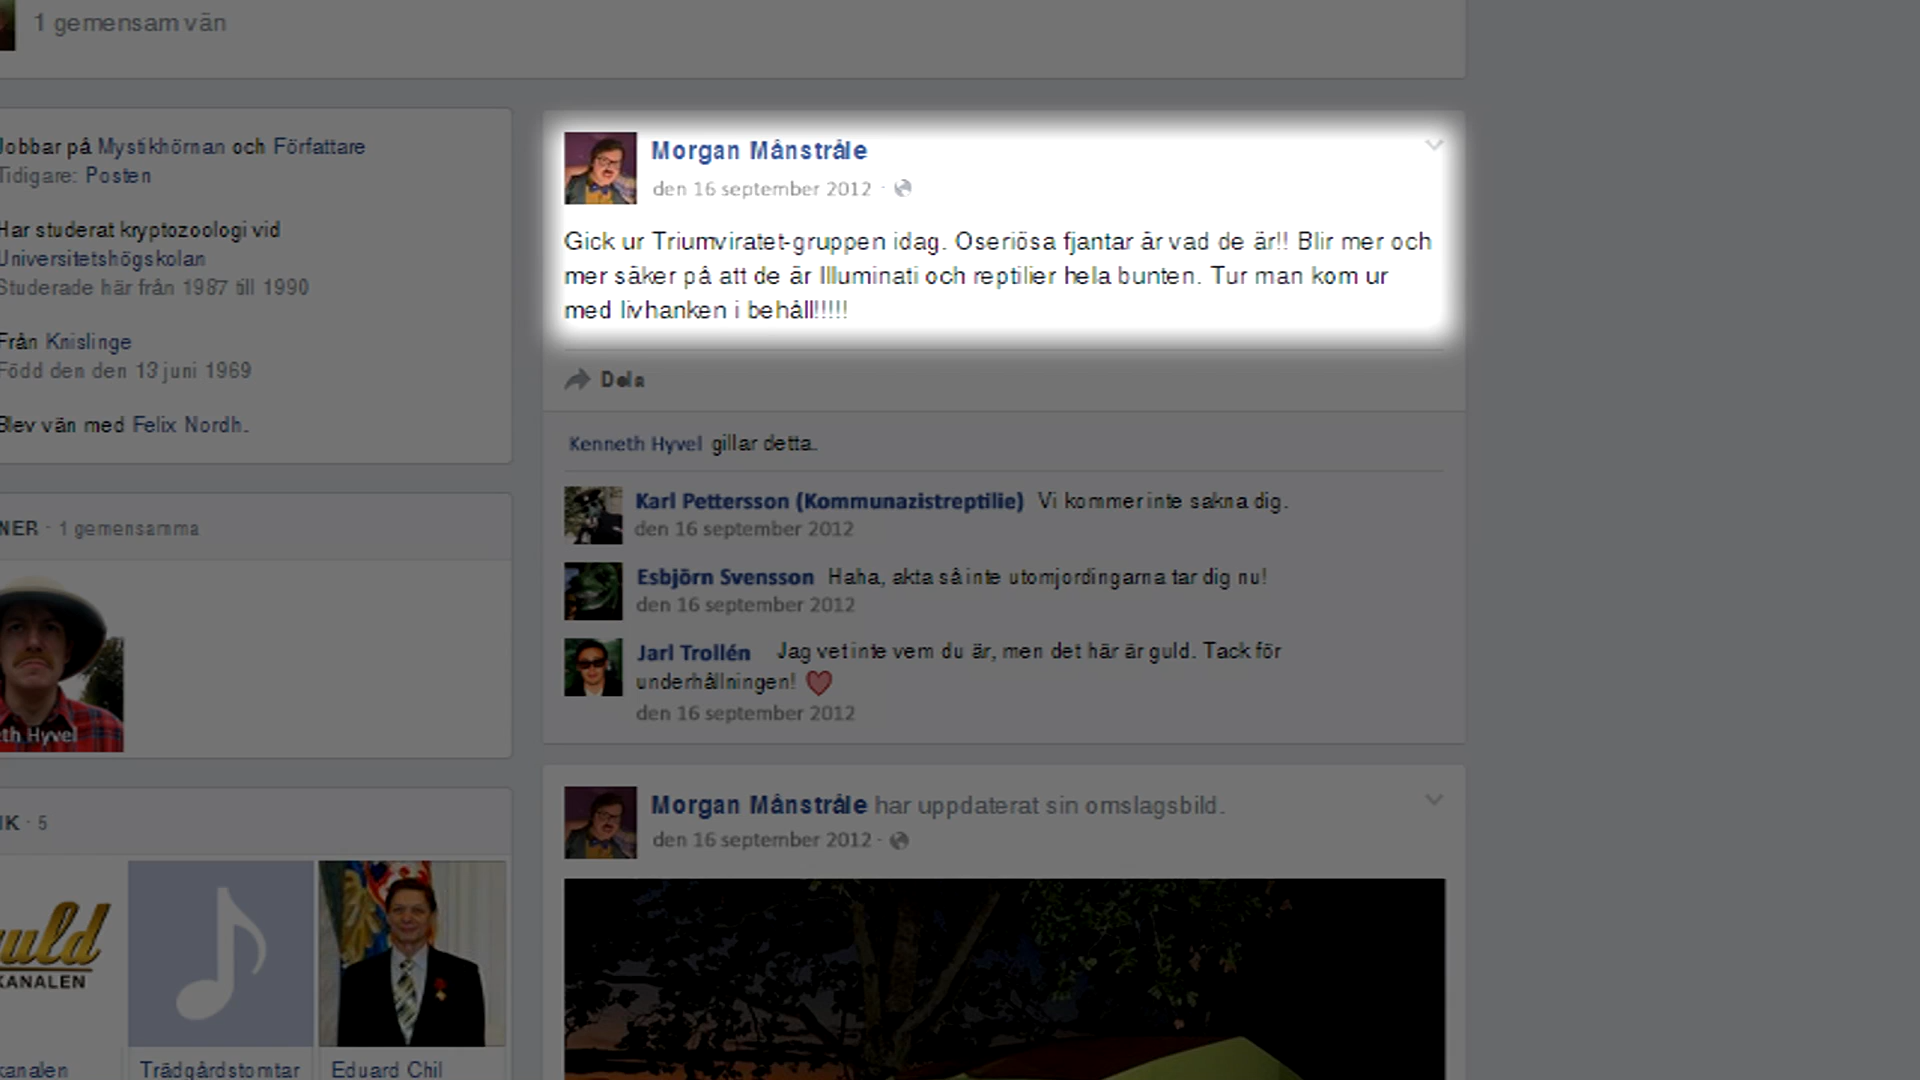 1 gemensam vän
Jobbar på Mystikhörnan och Författare
Tidigare: Posten
Har studerat kryptozoologi vid
Universitetshögskolan
Studerade här från 1987 till 1990
Från Knislinge
Född den den 13 juni 1969
Blev vän med Felix Nordh.
NER · 1 gemensamma
th Hyvel
IK · 5
uld
KANALEN
kanalen
Trädgårdstomtar
Eduard Chil
Morgan Månstråle
den 16 september 2012 ·
Gick ur Triumviratet-gruppen idag. Oseriösa fjantar är vad de är!! Blir mer och
mer säker på att de är Illuminati och reptilier hela bunten. Tur man kom ur
med livhanken i behåll!!!!!
Dela
Kenneth Hyvel gillar detta.
Karl Pettersson (Kommunazistreptilie) Vi kommer inte sakna dig.
den 16 september 2012
Esbjörn Svensson Haha, akta så inte utomjordingarna tar dig nu!
den 16 september 2012
Jarl Trollén Jag vet inte vem du är, men det här är guld. Tack för
underhållningen! ❤
den 16 september 2012
Morgan Månstråle har uppdaterat sin omslagsbild.
den 16 september 2012 ·